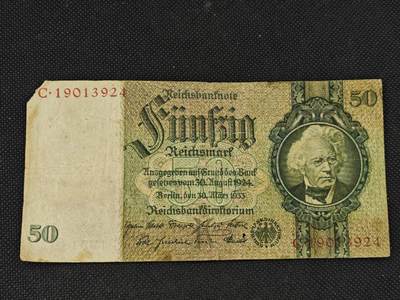 C·19013924
Reichsbanknote
50
Fünfzig
Reichsmark
Ausgegeben auf Grund des Bank
gesetzes vom 30. August 1924
Berlin, den 30. März 1933
Reichsbankdirektorium
50
C·19013924